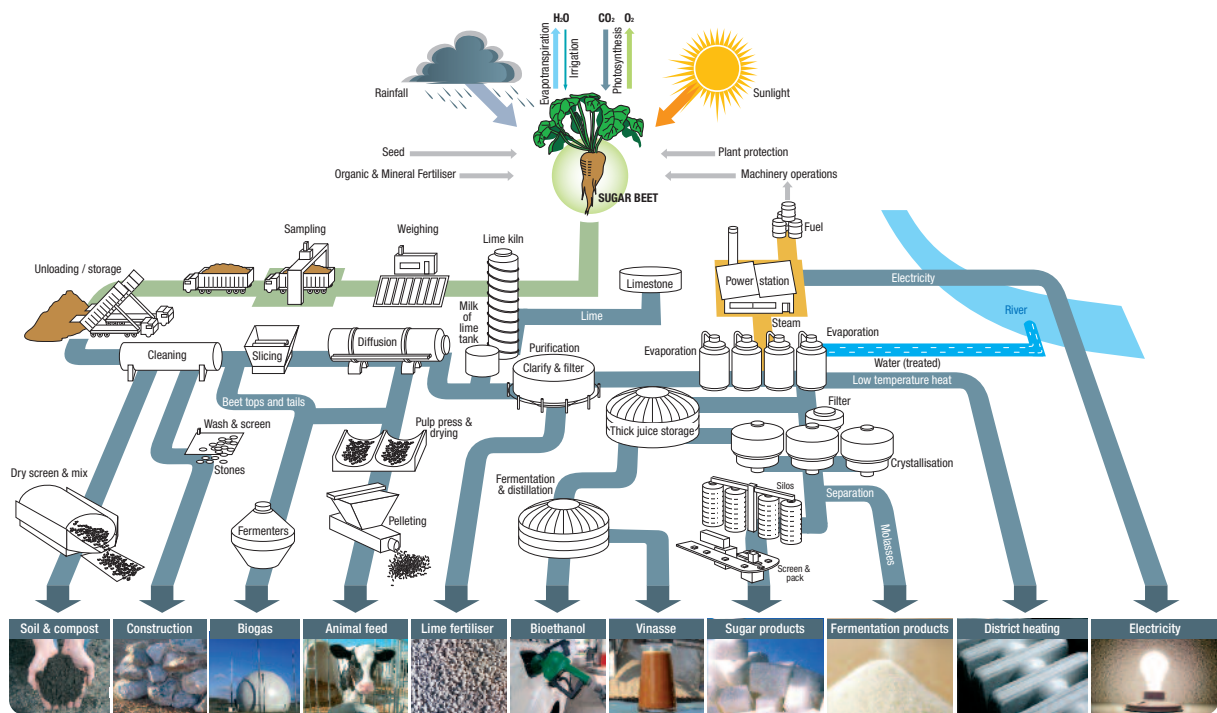 H₂O
CO₂ O₂
Evapotranspiration
Irrigation
Photosynthesis
Rainfall
Sunlight
Seed
Plant protection
Organic & Mineral Fertiliser
Machinery operations
SUGAR BEET
Fuel
Sampling
Weighing
Lime kiln
Unloading / storage
Limestone
Power station
Electricity
River
Milk
of
lime
tank
Lime
Steam
Evaporation
Cleaning
Slicing
Diffusion
Purification
Clarify & filter
Evaporation
Water (treated)
Low temperature heat
Beet tops and tails
Filter
Wash & screen
Pulp press &
drying
Thick juice storage
Stones
Crystallisation
Dry screen & mix
Fermentation
& distillation
Silos
Separation
Pelleting
Fermenters
Molasses
Screen &
pack
Soil & compost
Construction
Biogas
Animal feed
Lime fertiliser
Bioethanol
Vinasse
Sugar products
Fermentation products
District heating
Electricity